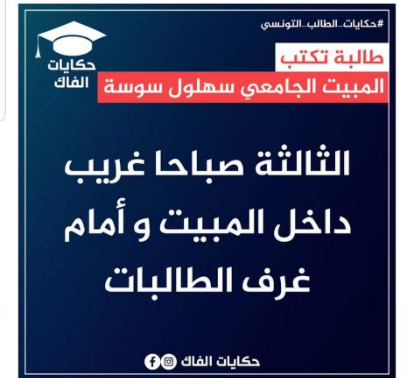 #حكايات_الطالب_التونسي
حكايات
الفاك
طالبة تكتب
المبيت الجامعي سهلول سوسة
الثالثة صباحا غريب
داخل المبيت و أمام
غرف الطالبات
حكايات الفاك